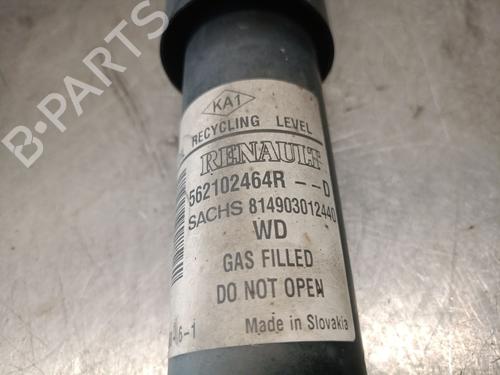 B-PARTS
KA1
RECYCLING LEVEL
RENAULT
562102464R --D
SACHS 814903012440
WD
GAS FILLED
DO NOT OPEN
Made in Slovakia